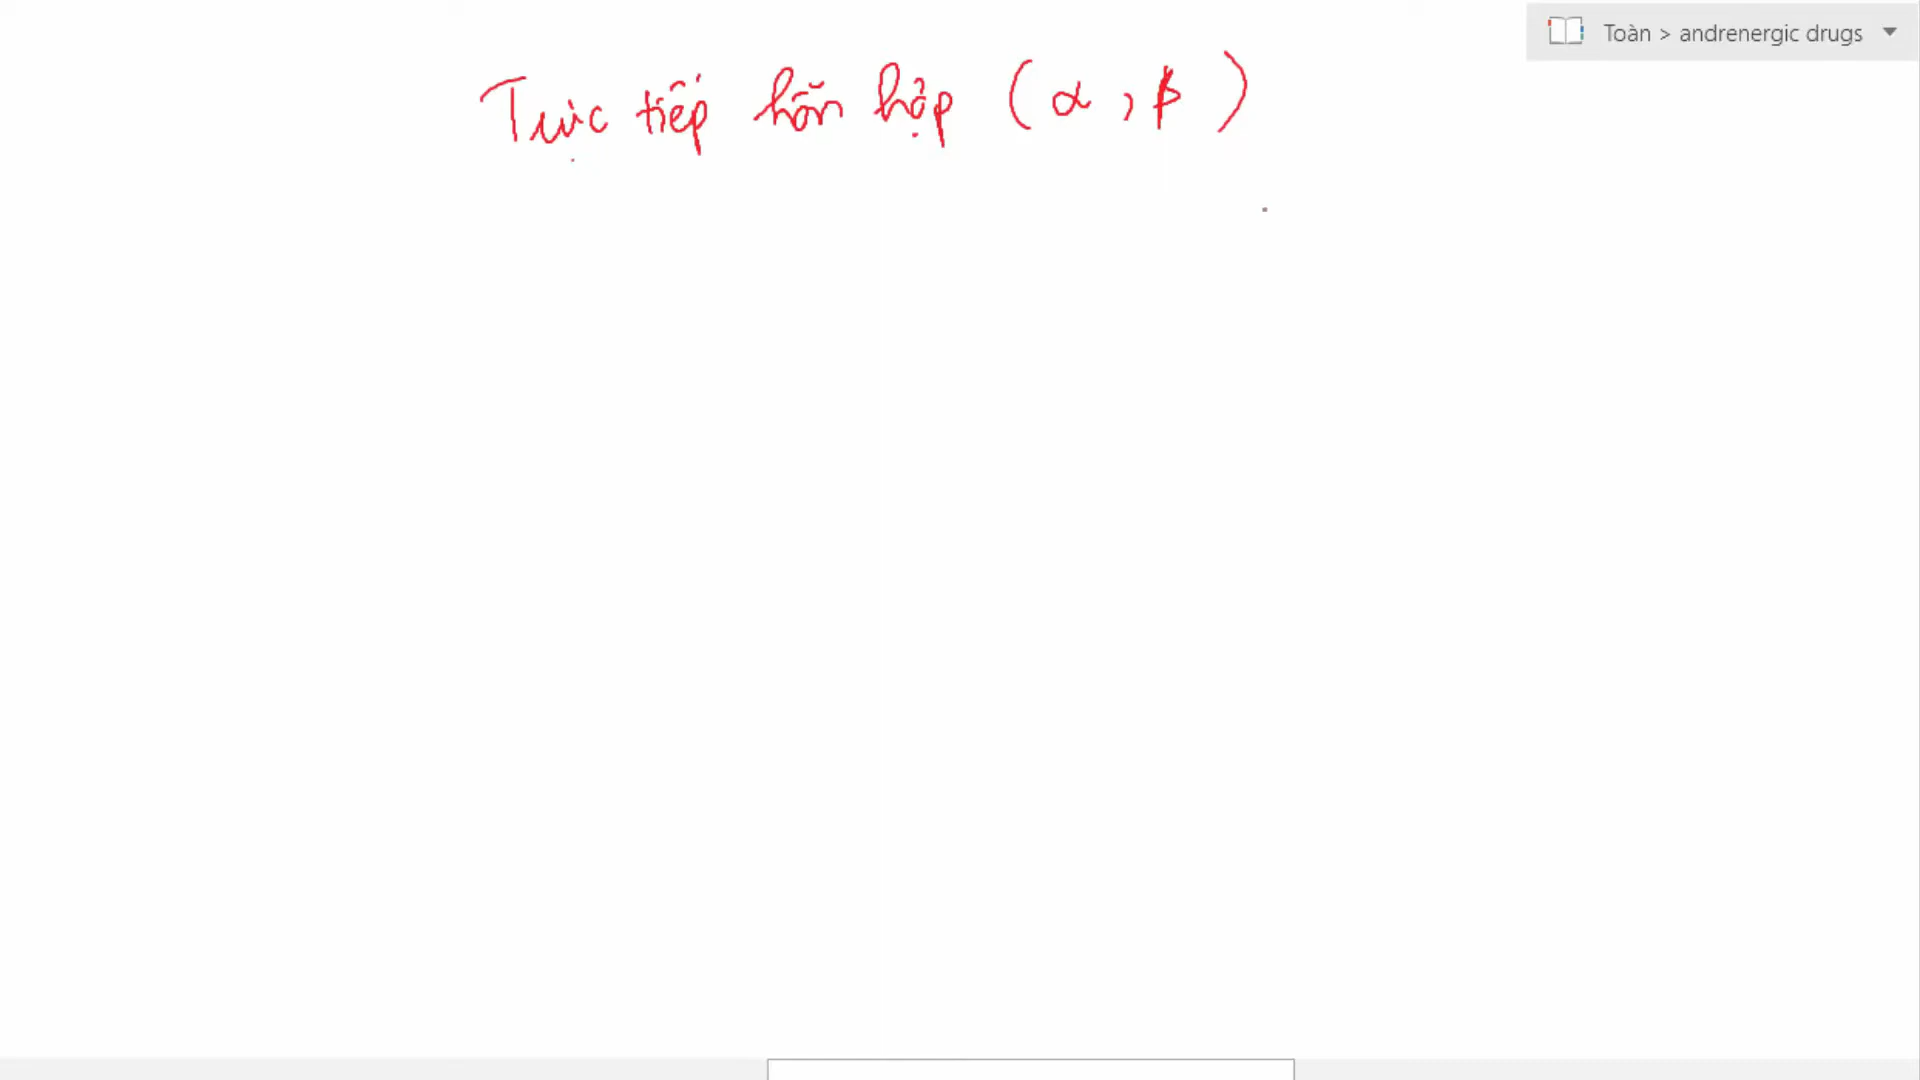 Toàn > andrenergic drugs
Trực tiếp hỗn hợp (α, β)